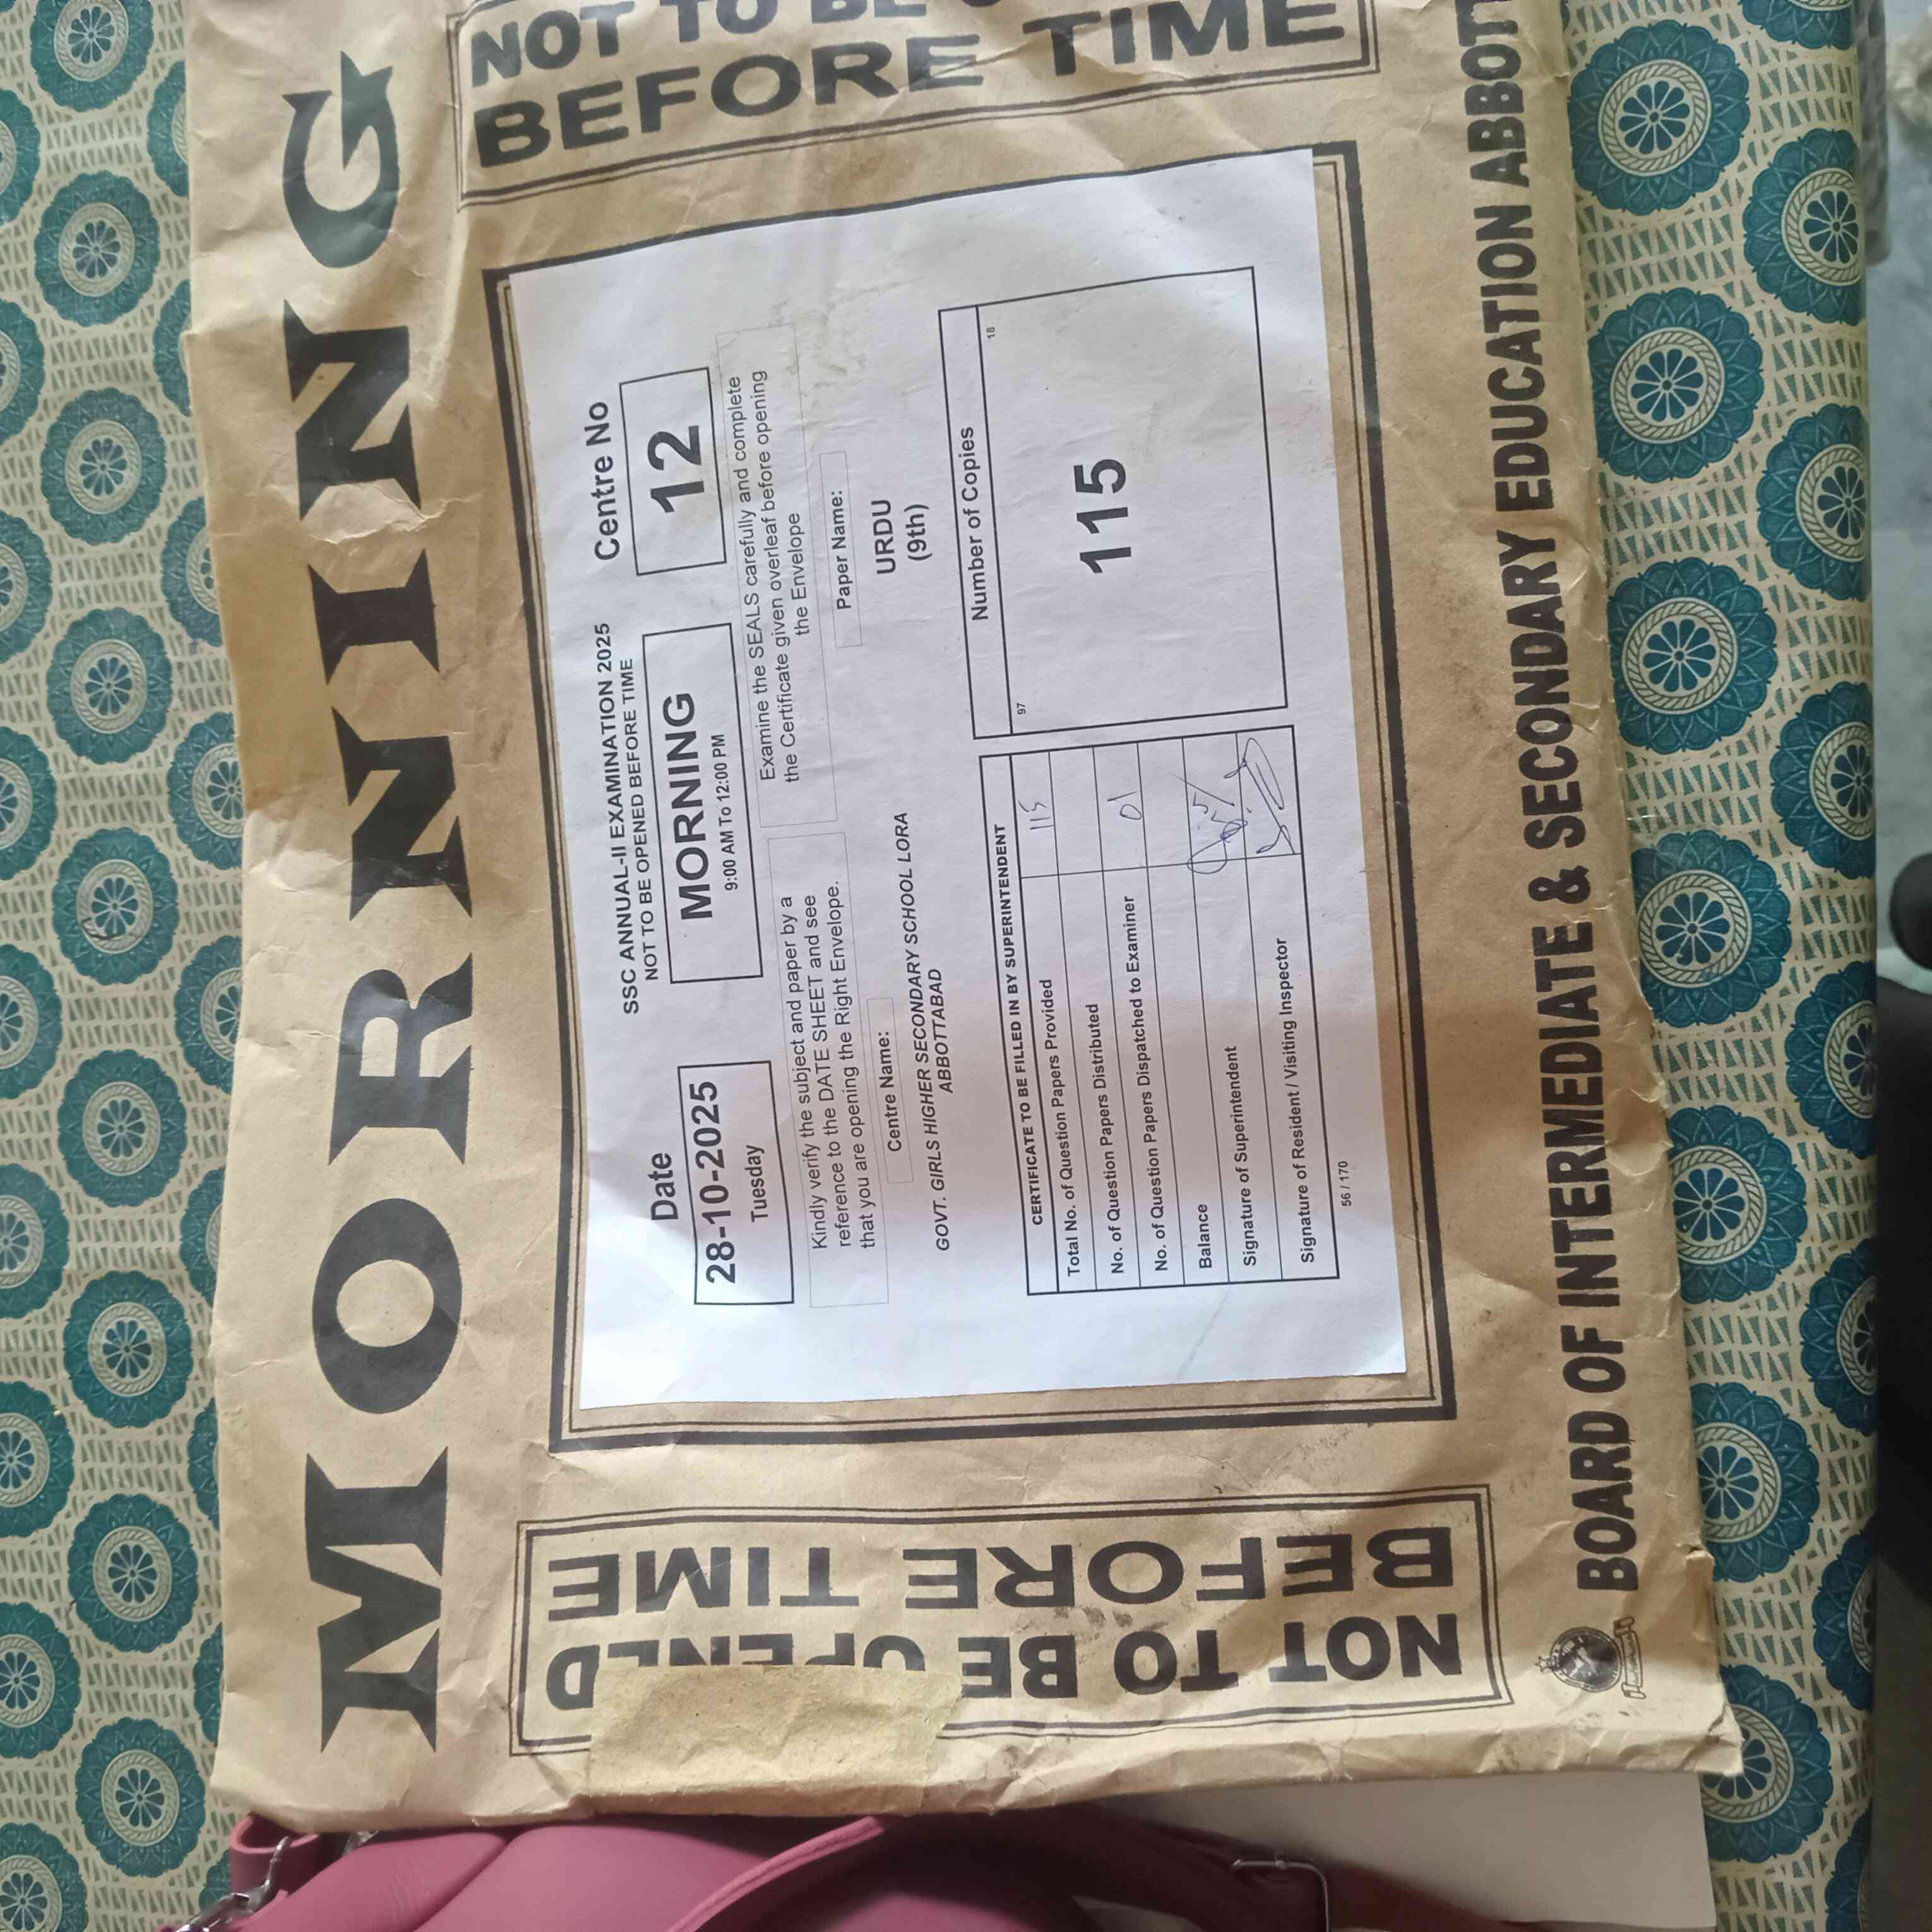 MORNING
NOT TO BE
BEFORE TIME
SSC ANNUAL-II EXAMINATION 2025
NOT TO BE OPENED BEFORE TIME
Date
28-10-2025
Tuesday
MORNING
9:00 AM To 12:00 PM
Centre No
12
Kindly verify the subject and paper by a
reference to the DATE SHEET and see
that you are opening the Right Envelope.
Examine the SEALS carefully and complete
the Certificate given overleaf before opening
the Envelope
Centre Name:
GOVT. GIRLS HIGHER SECONDARY SCHOOL LORA
ABBOTTABAD
Paper Name:
URDU
(9th)
CERTIFICATE TO BE FILLED IN BY SUPERINTENDENT
Total No. of Question Papers Provided 115
No. of Question Papers Distributed
No. of Question Papers Dispatched to Examiner 01
Balance
Signature of Superintendent
Signature of Resident / Visiting Inspector
56 / 170
Number of Copies
97 18
115
NOT TO BE OPENED
BEFORE TIME
BOARD OF INTERMEDIATE & SECONDARY EDUCATION ABBOTT